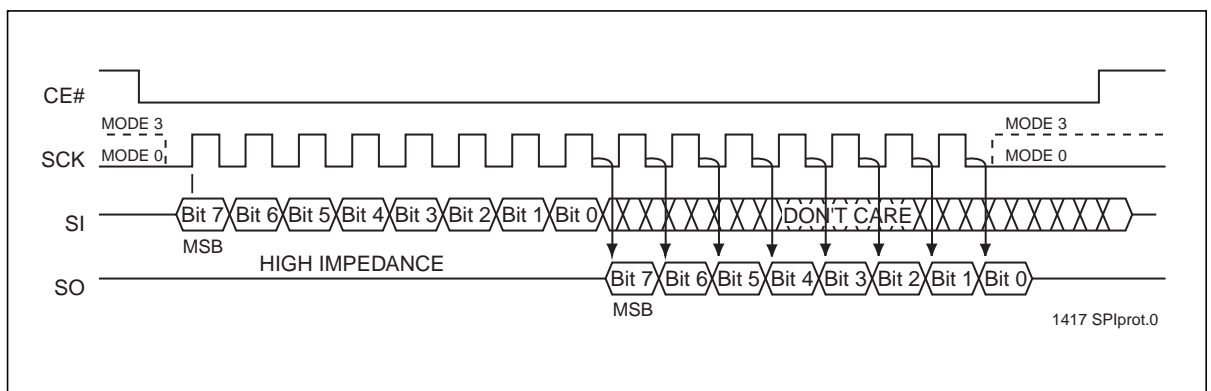 CE#
MODE 3 MODE 3
SCK MODE 0 MODE 0
SI Bit 7 Bit 6 Bit 5 Bit 4 Bit 3 Bit 2 Bit 1 Bit 0 DON'T CARE
MSB
HIGH IMPEDANCE
SO Bit 7 Bit 6 Bit 5 Bit 4 Bit 3 Bit 2 Bit 1 Bit 0
MSB
1417 SPIprot.0